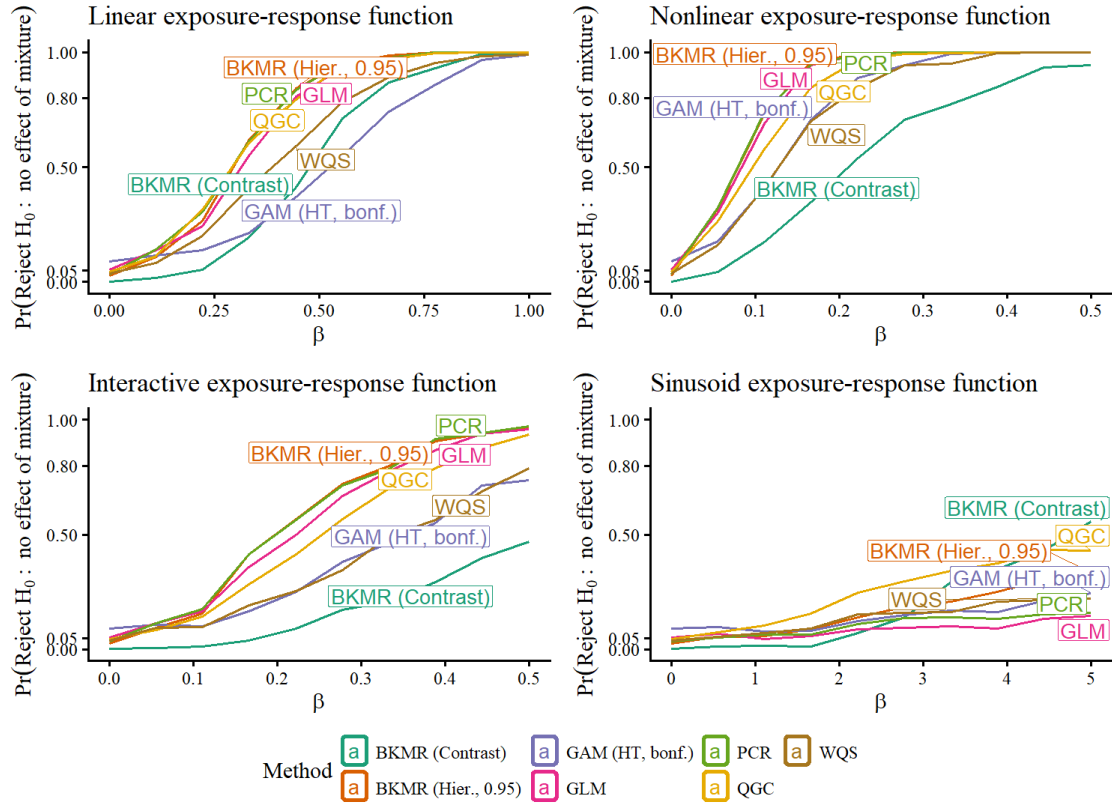 Linear exposure-response function
Pr(Reject H0 : no effect of mixture)
1.00
0.80
0.50
0.05
0.00
BKMR (Hier., 0.95)
PCR
GLM
QGC
WQS
BKMR (Contrast)
GAM (HT, bonf.)
0.00 0.25 0.50 0.75 1.00
β
Nonlinear exposure-response function
Pr(Reject H0 : no effect of mixture)
1.00
0.80
0.50
0.05
0.00
BKMR (Hier., 0.95)
PCR
GLM
QGC
GAM (HT, bonf.)
WQS
BKMR (Contrast)
0.0 0.1 0.2 0.3 0.4 0.5
β
Interactive exposure-response function
Pr(Reject H0 : no effect of mixture)
1.00
0.80
0.50
0.05
0.00
PCR
BKMR (Hier., 0.95)
GLM
QGC
WQS
GAM (HT, bonf.)
BKMR (Contrast)
0.0 0.1 0.2 0.3 0.4 0.5
β
Sinusoid exposure-response function
Pr(Reject H0 : no effect of mixture)
1.00
0.80
0.50
0.05
0.00
BKMR (Contrast)
QGC
BKMR (Hier., 0.95)
GAM (HT, bonf.)
WQS
PCR
GLM
0 1 2 3 4 5
β
Method
a BKMR (Contrast) a GAM (HT, bonf.) a PCR a WQS
a BKMR (Hier., 0.95) a GLM a QGC